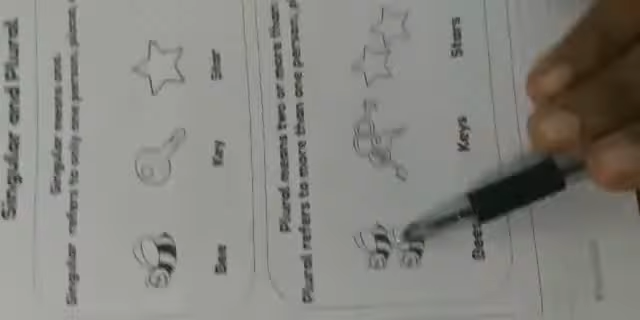 Singular and Plural
Singular means one.
Singular refers to only one person, place,
Bee Key Star
Plural means two or more than
Plural refers to more than one person,
Bees Keys Stars